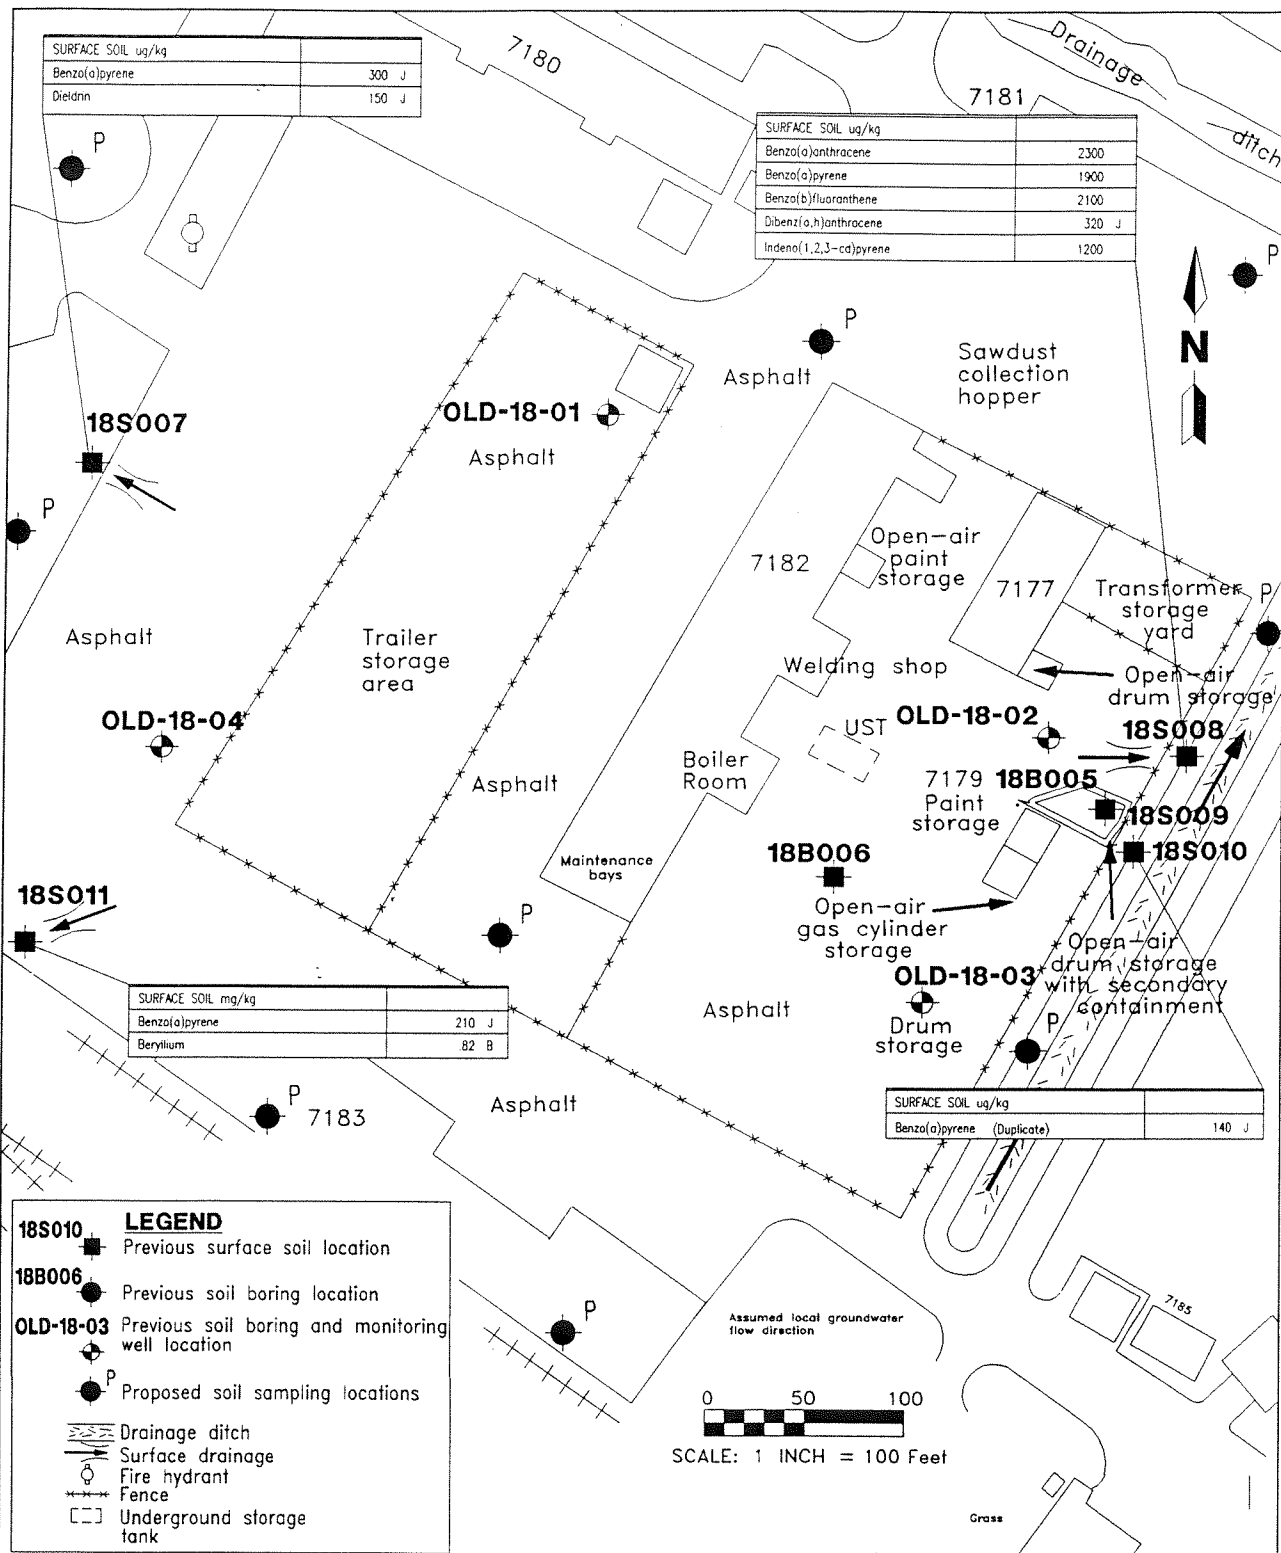 SURFACE SOIL ug/kg
Benzo(a)pyrene 300 J
Dieldrin 150 J
7180
Drainage
ditch
7181
SURFACE SOIL ug/kg
Benzo(a)anthracene 2300
Benzo(a)pyrene 1900
Benzo(b)fluoranthene 2100
Dibenz(a,h)anthracene 320 J
Indeno(1,2,3-cd)pyrene 1200
P
P
P
N
Asphalt
Sawdust
collection
hopper
18S007
OLD-18-01
Asphalt
P
7182
Open-air
paint
storage
7177
Transformer
storage
yard
P
Asphalt
Trailer
storage
area
Welding shop
Open-air
drum storage
OLD-18-04
UST
OLD-18-02
18S008
Boiler
Room
Asphalt
7179
Paint
storage
18B005
18S009
18S010
Maintenance
bays
18B006
18S011
P
Open-air
gas cylinder
storage
Open-air
drum storage
with secondary
containment
OLD-18-03
Drum
storage
P
Asphalt
SURFACE SOIL mg/kg
Benzo(a)pyrene 210 J
Beryllium .82 B
Asphalt
P
7183
SURFACE SOIL ug/kg
Benzo(a)pyrene (Duplicate) 140 J
LEGEND
18S010
Previous surface soil location
18B006
Previous soil boring location
OLD-18-03
Previous soil boring and monitoring
well location
P
Proposed soil sampling locations
Drainage ditch
Surface drainage
Fire hydrant
Fence
Underground storage
tank
P
7185
Assumed local groundwater
flow direction
0 50 100
SCALE: 1 INCH = 100 Feet
Grass